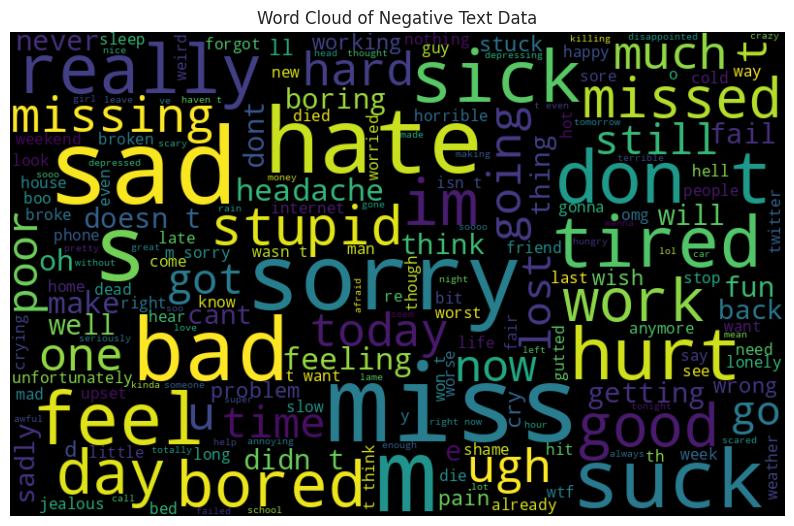 Word Cloud of Negative Text Data
never sleep forgot ll working guy nothing disappointed killing crazy
nice weird head thought depressing stuck happy much t
really hard sick
girl leave ve haven t new o sore cold way
missing boring missed
died horrible t even hot tomorrow
weekend depressed broken dont worried going thing still fail
look scary made making terrible
sad hate don t
house sooo even headache isn t hell people
boo money gone gonna omg twitter
broke doesn t internet im
phone rain soooo tired
poor s stupid wasn t man think friend will
pretty great late sorry hungry lol
oh without come sorry though lost last wish stop car fun
home dead right got re night work back
make hear know afraid bit
cant seen worst anymore
well love today life fair left say want mean
crying seriously bad one feeling now gutted see need lonely
unfortunately kinda someone t want lame won t worse hurt
mad upset super problem slow miss cry getting wrong
awful feel u time y right now hour tonight
help annoying enough shame hit good go scared
sadly d little didn t e always
totally long ugh th week weather
day m die suck
jealous call bed bored t think lot pain already wtf
failed school